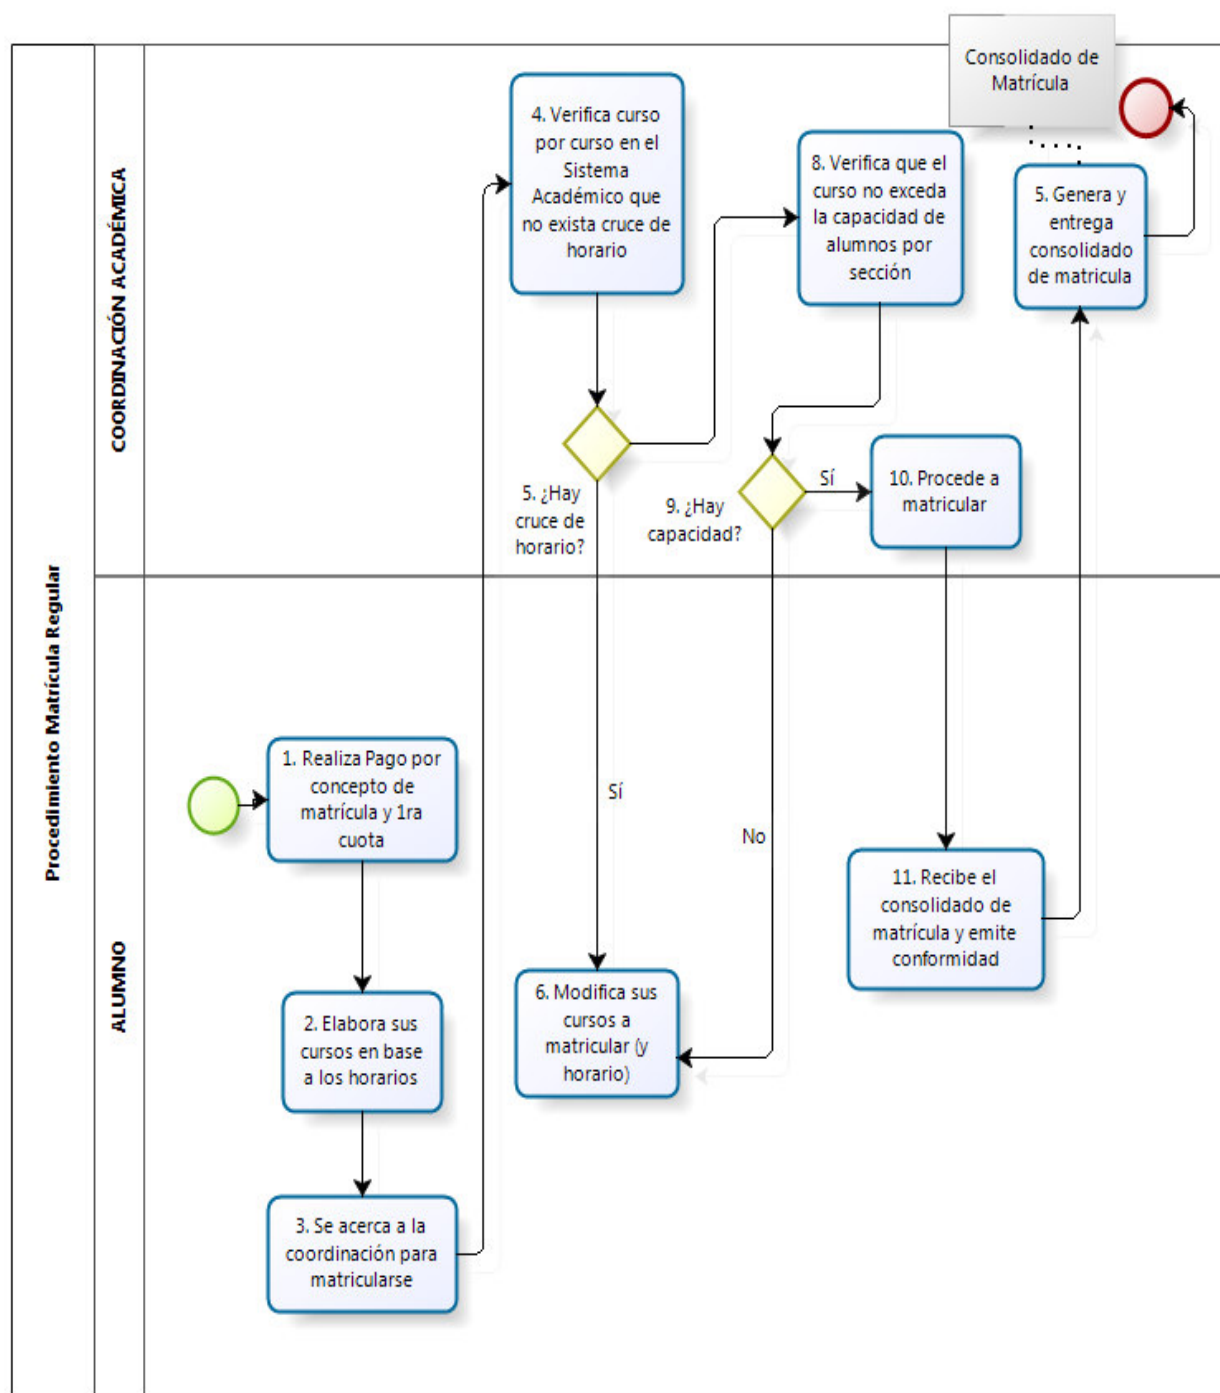 Procedimiento Matrícula Regular
COORDINACIÓN ACADÉMICA
4. Verifica curso
por curso en el
Sistema
Académico que
no exista cruce de
horario
8. Verifica que el
curso no exceda
la capacidad de
alumnos por
sección
Consolidado de
Matrícula
5. Genera y
entrega
consolidado
de matricula
5. ¿Hay
cruce de
horario?
9. ¿Hay
capacidad?
Sí
10. Procede a
matricular
ALUMNO
1. Realiza Pago por
concepto de
matrícula y 1ra
cuota
Sí
No
2. Elabora sus
cursos en base
a los horarios
3. Se acerca a la
coordinación para
matricularse
6. Modifica sus
cursos a
matricular (y
horario)
11. Recibe el
consolidado de
matrícula y emite
conformidad